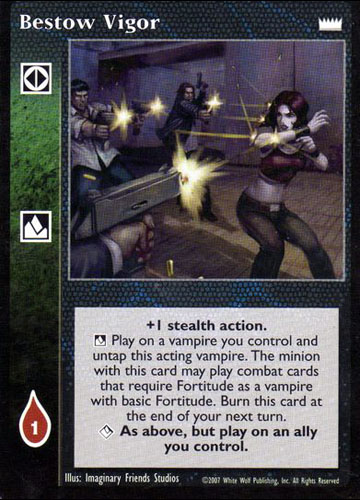 Bestow Vigor
+1 stealth action.
Play on a vampire you control and
untap this acting vampire. The minion
with this card may play combat cards
that require Fortitude as a vampire
with basic Fortitude. Burn this card at
the end of your next turn.
As above, but play on an ally
you control.
1
Illus: Imaginary Friends Studios
©2007 White Wolf Publishing, Inc. All Rights Reserved